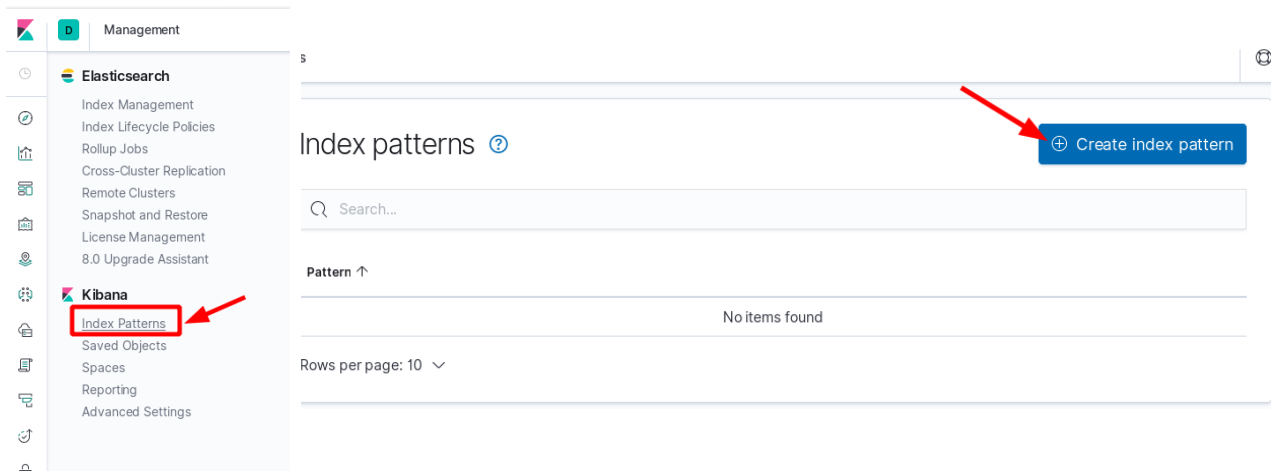 D Management
Elasticsearch
Index Management
Index Lifecycle Policies
Rollup Jobs
Cross-Cluster Replication
Remote Clusters
Snapshot and Restore
License Management
8.0 Upgrade Assistant
Kibana
Index Patterns
Saved Objects
Spaces
Reporting
Advanced Settings
s
Index patterns ?
Create index pattern
Search...
Pattern ↑
No items found
Rows per page: 10